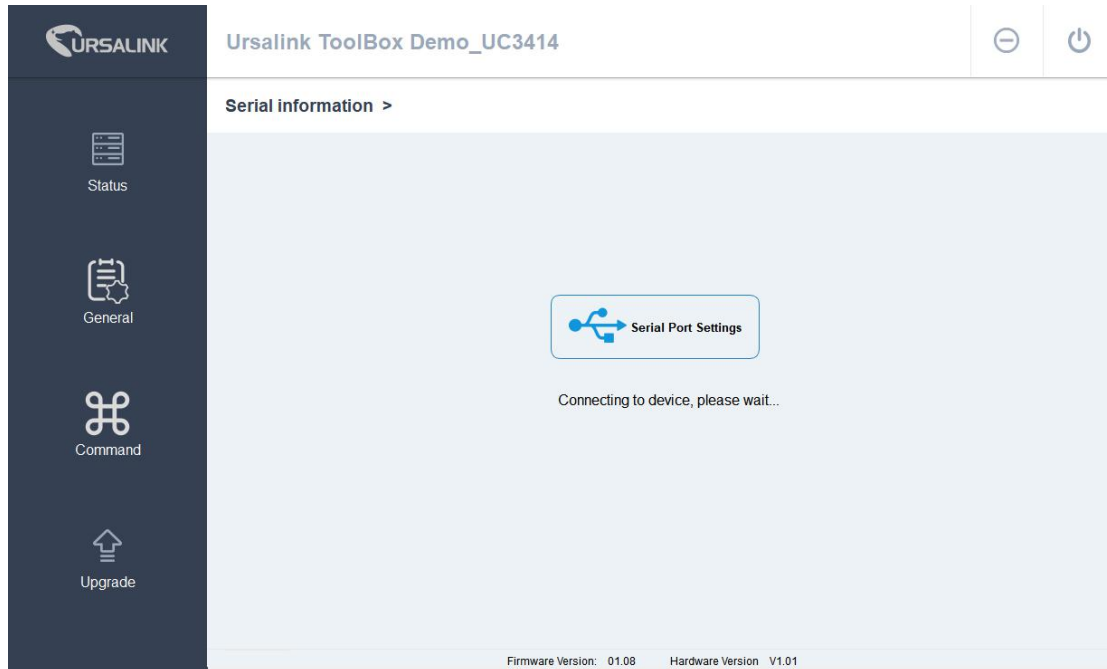 URSALINK
Ursalink ToolBox Demo_UC3414
Serial information >
Status
General
Command
Upgrade
Serial Port Settings
Connecting to device, please wait...
Firmware Version: 01.08 Hardware Version V1.01